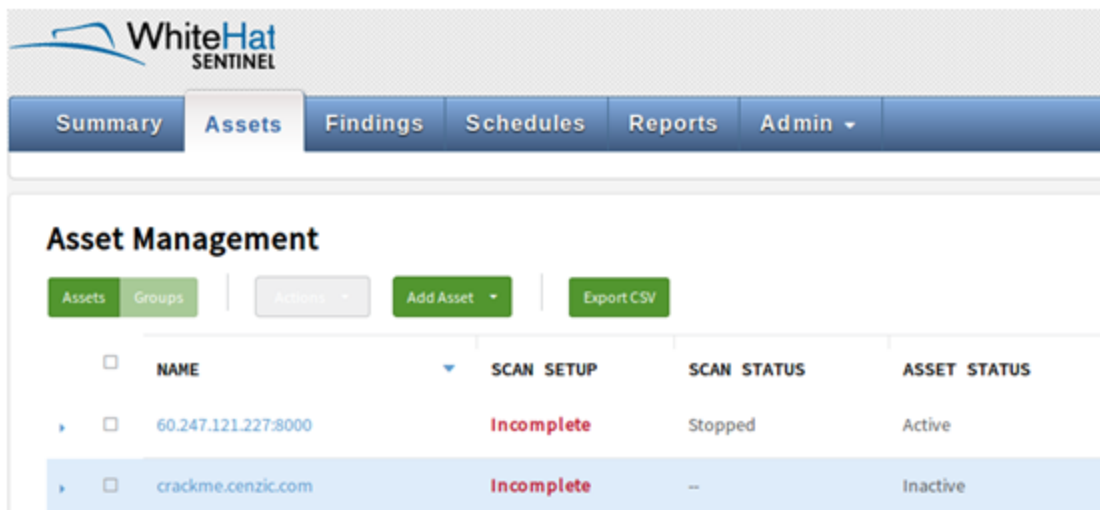 WhiteHat
SENTINEL
Summary Assets Findings Schedules Reports Admin
Asset Management
Assets Groups Actions Add Asset Export CSV
NAME SCAN SETUP SCAN STATUS ASSET STATUS
60.247.121.227:8000 Incomplete Stopped Active
crackme.cenzic.com Incomplete -- Inactive